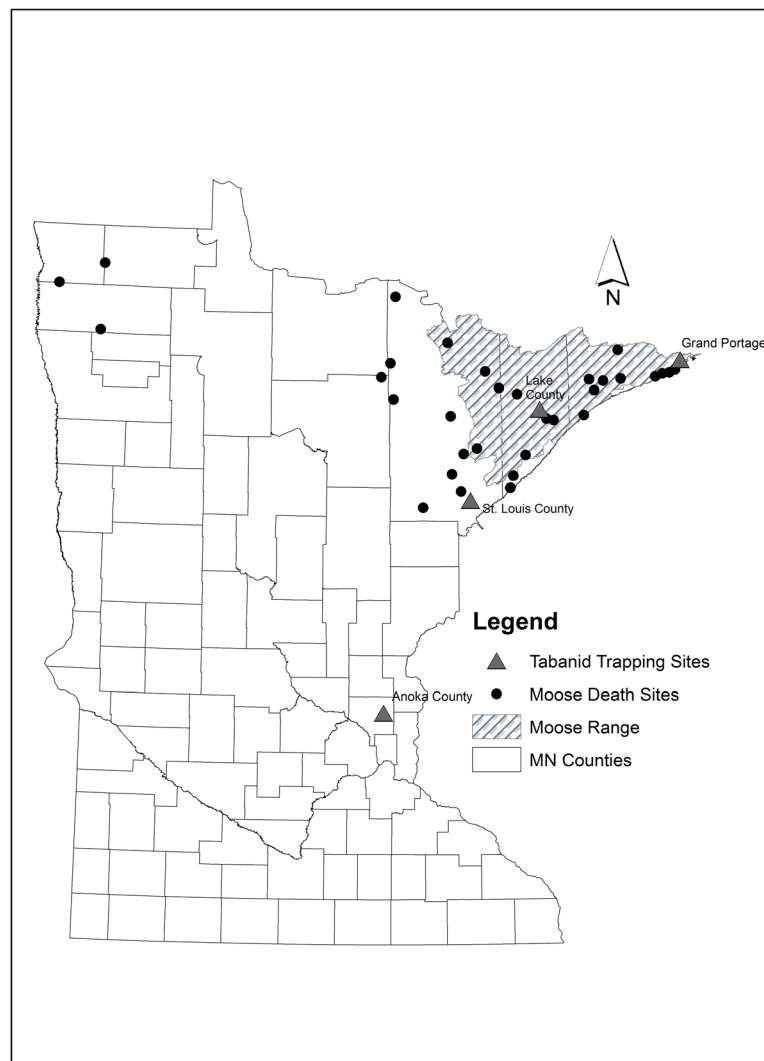 N
Grand Portage
Lake
County
St. Louis County
Legend
Tabanid Trapping Sites
Moose Death Sites
Moose Range
MN Counties
Anoka County